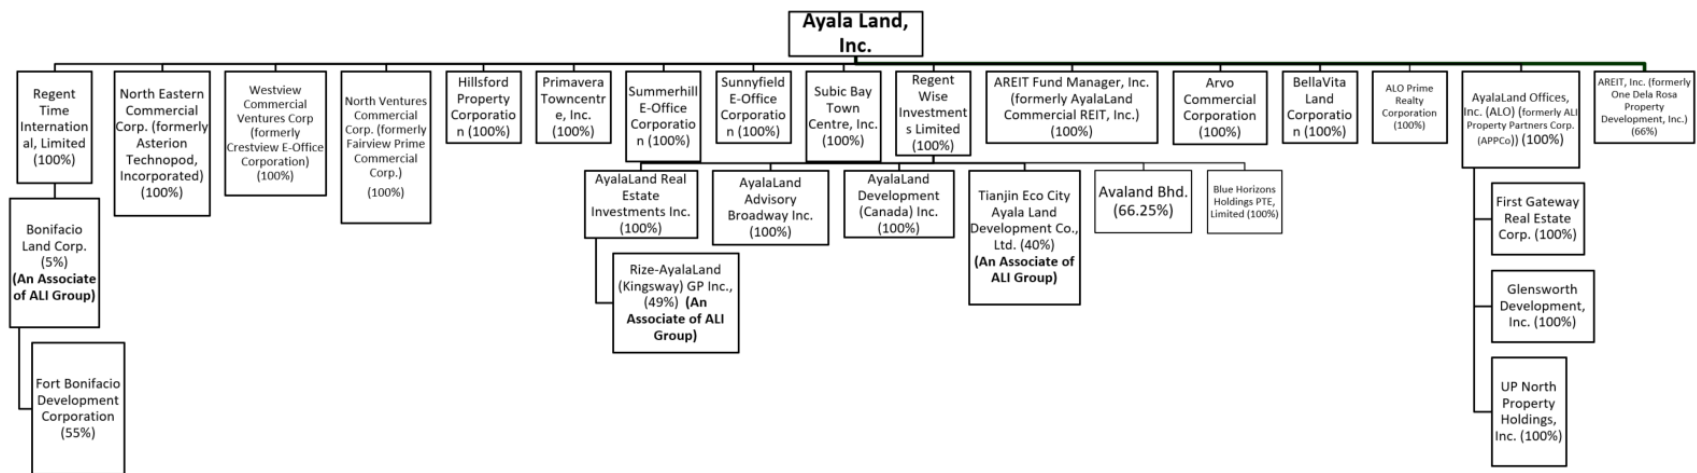 Ayala Land,
Inc.
Regent
Time
Internation
al, Limited
(100%)
North Eastern
Commercial
Corp. (formerly
Asterion
Technopod,
Incorporated)
(100%)
Westview
Commercial
Ventures Corp
(formerly
Crestview E-Office
Corporation)
(100%)
North Ventures
Commercial
Corp. (formerly
Fairview Prime
Commercial
Corp.)
(100%)
Hillsford
Property
Corporatio
n (100%)
Primavera
Towncentr
e, Inc.
(100%)
Summerhill
E-Office
Corporatio
n (100%)
Sunnyfield
E-Office
Corporatio
n (100%)
Subic Bay
Town
Centre, Inc.
(100%)
Regent
Wise
Investment
s Limited
(100%)
AREIT Fund Manager, Inc.
(formerly AyalaLand
Commercial REIT, Inc.)
(100%)
Arvo
Commercial
Corporation
(100%)
BellaVita
Land
Corporatio
n (100%)
ALO Prime
Realty
Corporation
(100%)
AyalaLand Offices,
Inc. (ALO) (formerly ALI
Property Partners Corp.
(APPCo)) (100%)
AREIT, Inc. (formerly
One Dela Rosa
Property
Development, Inc.)
(66%)
Bonifacio
Land Corp.
(5%)
(An Associate
of ALI Group)
Fort Bonifacio
Development
Corporation
(55%)
AyalaLand Real
Estate
Investments Inc.
(100%)
AyalaLand
Advisory
Broadway Inc.
(100%)
AyalaLand
Development
(Canada) Inc.
(100%)
Tianjin Eco City
Ayala Land
Development Co.,
Ltd. (40%)
(An Associate of
ALI Group)
Avaland Bhd.
(66.25%)
Blue Horizons
Holdings PTE,
Limited (100%)
Rize-AyalaLand
(Kingsway) GP Inc.,
(49%) (An
Associate of ALI
Group)
First Gateway
Real Estate
Corp. (100%)
Glensworth
Development,
Inc. (100%)
UP North
Property
Holdings,
Inc. (100%)